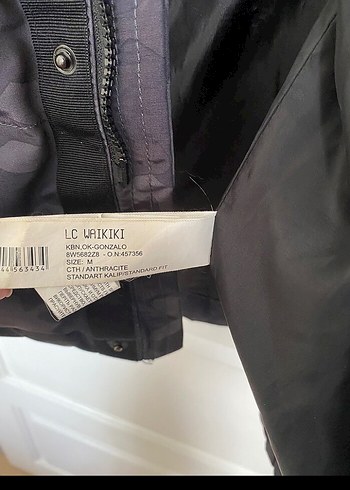 LC WAIKIKI
KBN,OK-GONZALO
8W5682Z8 - O.N:457356
SIZE: M
CTH / ANTHRACITE
STANDART KALIP/STANDARD FIT